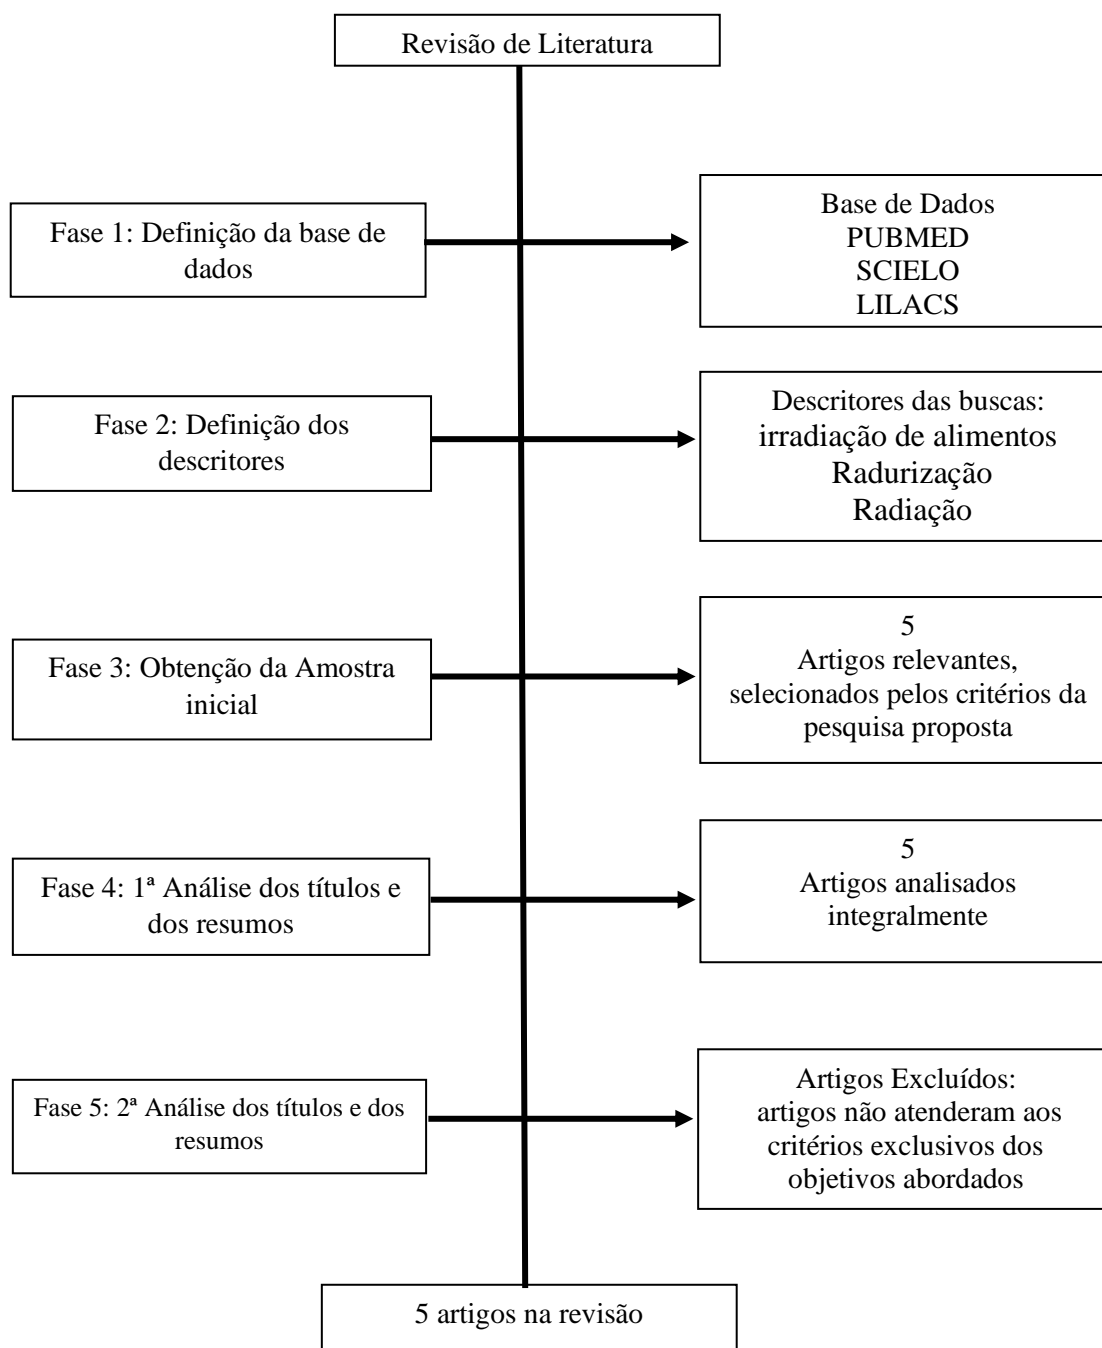 Revisão de Literatura
Fase 1: Definição da base de
dados
Base de Dados
PUBMED
SCIELO
LILACS
Fase 2: Definição dos
descritores
Descritores das buscas:
irradiação de alimentos
Radurização
Radiação
Fase 3: Obtenção da Amostra
inicial
5
Artigos relevantes,
selecionados pelos critérios da
pesquisa proposta
Fase 4: 1ª Análise dos títulos e
dos resumos
5
Artigos analisados
integralmente
Fase 5: 2ª Análise dos títulos e dos
resumos
Artigos Excluídos:
artigos não atenderam aos
critérios exclusivos dos
objetivos abordados
5 artigos na revisão